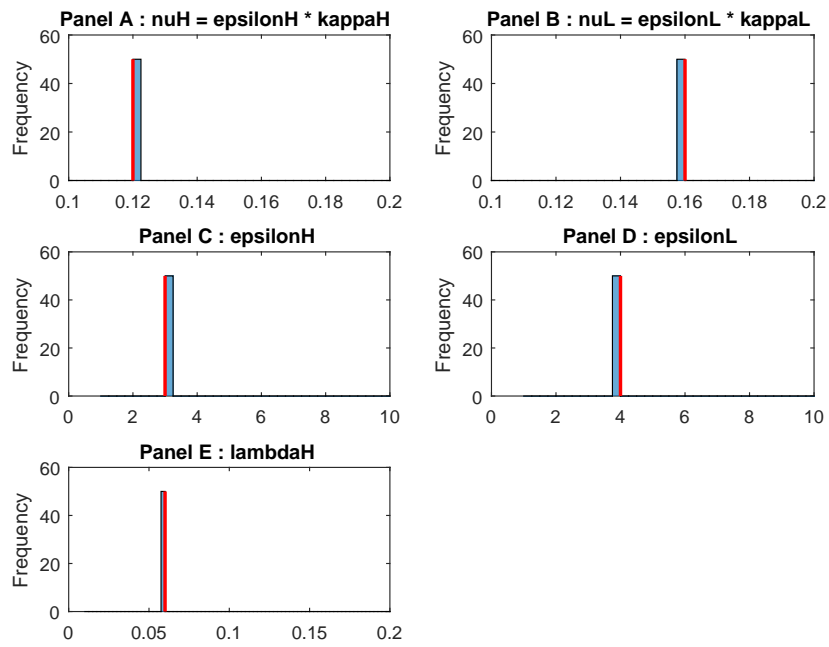 Panel A : nuH = epsilonH * kappaH
Frequency
60
40
20
0
0.1 0.12 0.14 0.16 0.18 0.2
Panel B : nuL = epsilonL * kappaL
Frequency
60
40
20
0
0.1 0.12 0.14 0.16 0.18 0.2
Panel C : epsilonH
Frequency
60
40
20
0
0 2 4 6 8 10
Panel D : epsilonL
Frequency
60
40
20
0
0 2 4 6 8 10
Panel E : lambdaH
Frequency
60
40
20
0
0 0.05 0.1 0.15 0.2